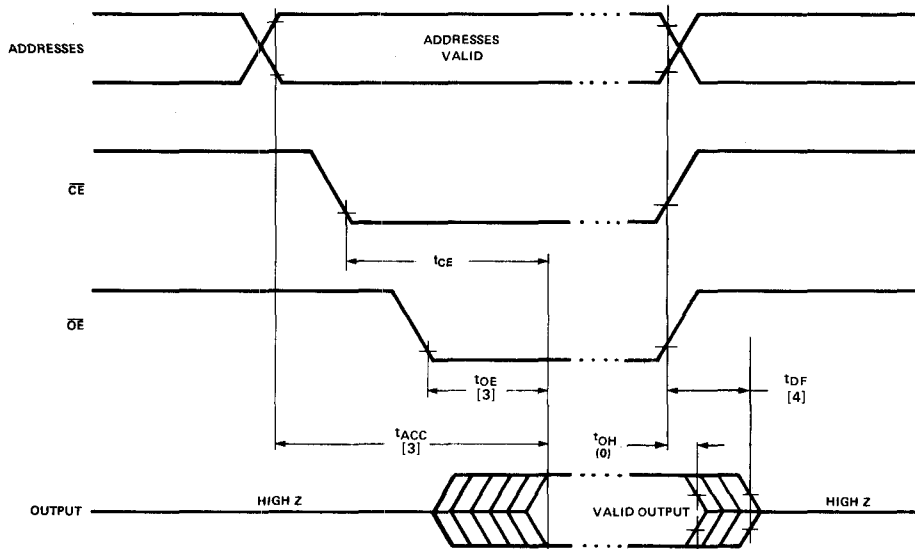 ADDRESSES
ADDRESSES
VALID
CE
tCE
OE
tOE
[3]
tDF
[4]
tACC
[3]
tOH
(0)
OUTPUT
HIGH Z
VALID OUTPUT
HIGH Z